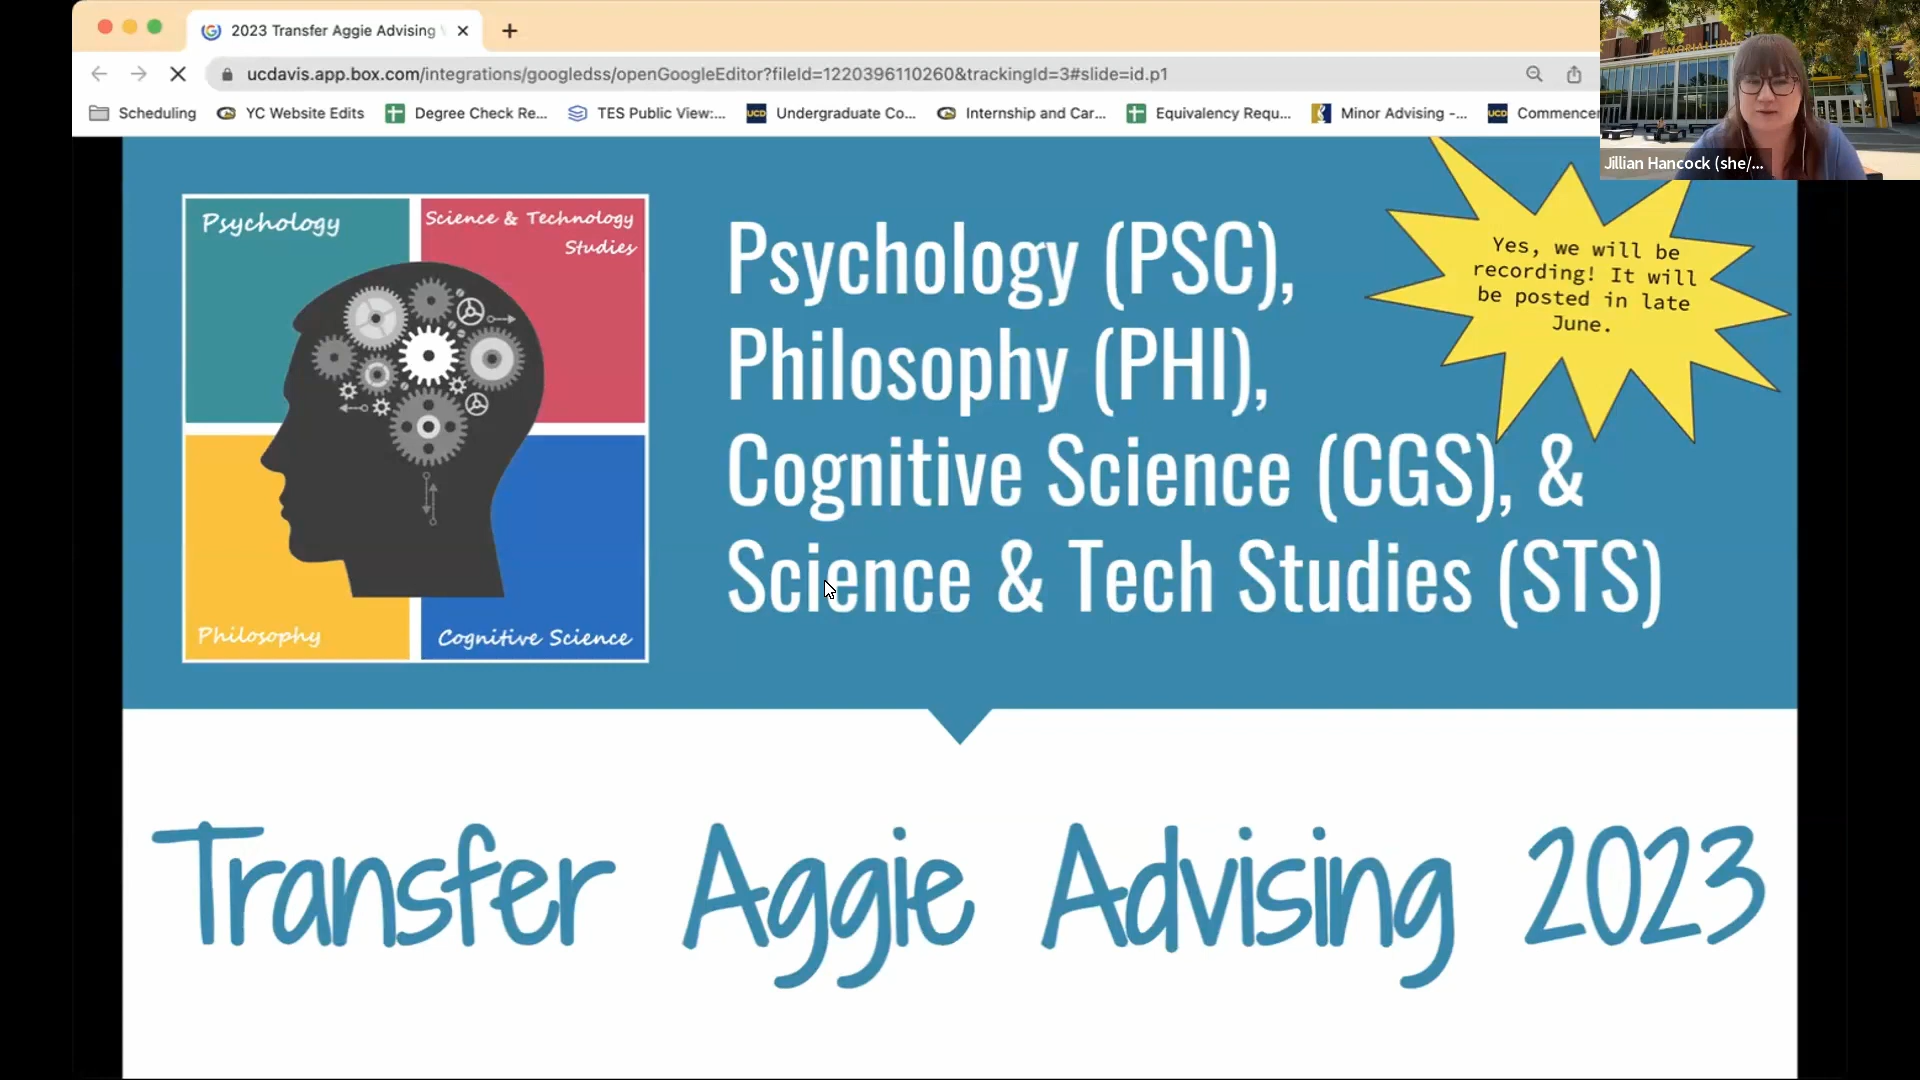 2023 Transfer Aggie Advising
ucdavis.app.box.com/integrations/googledss/openGoogleEditor?fileId=1220396110260&trackingId=3#slide=id.p1
Scheduling
YC Website Edits
Degree Check Re...
TES Public View:...
Undergraduate Co...
Internship and Car...
Equivalency Requ...
Minor Advising -...
Commencer
MEMORIAL
Jillian Hancock (she/...
Psychology
Science & Technology
Studies
Philosophy
Cognitive Science
Psychology (PSC),
Philosophy (PHI),
Cognitive Science (CGS), &
Science & Tech Studies (STS)
Yes, we will be
recording! It will
be posted in late
June.
Transfer Aggie Advising 2023